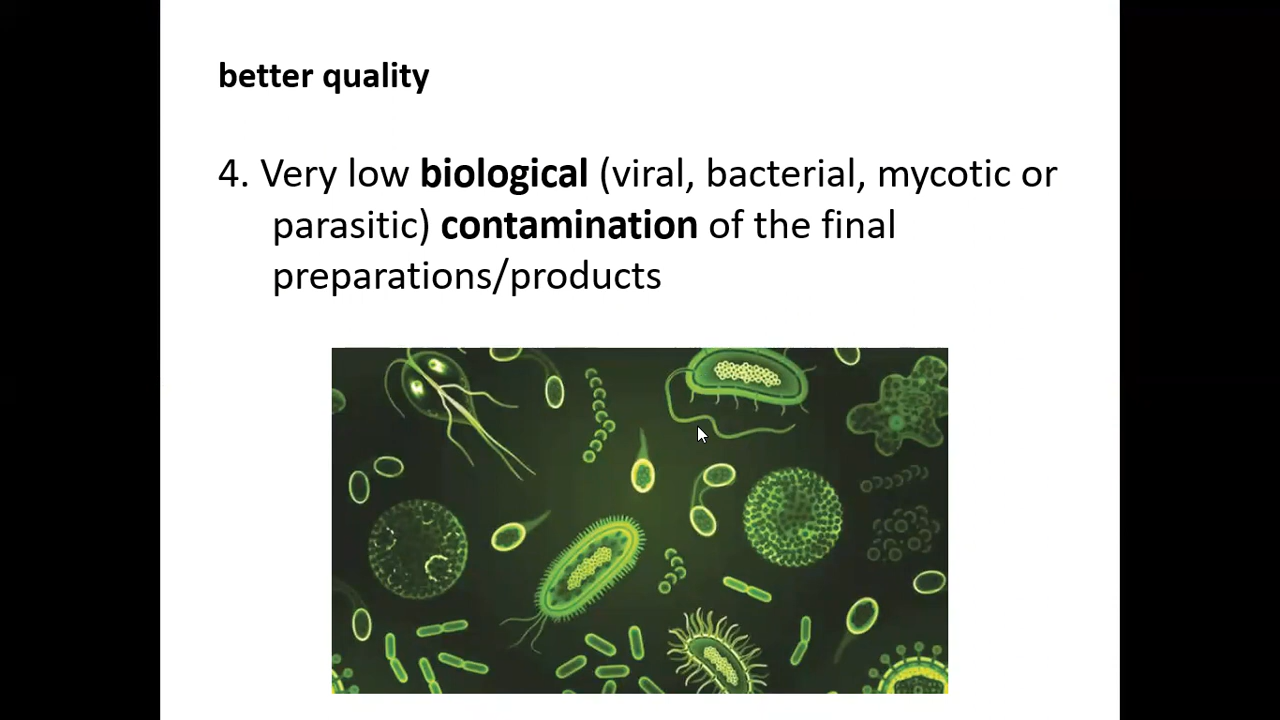 better quality
4. Very low biological (viral, bacterial, mycotic or
parasitic) contamination of the final
preparations/products